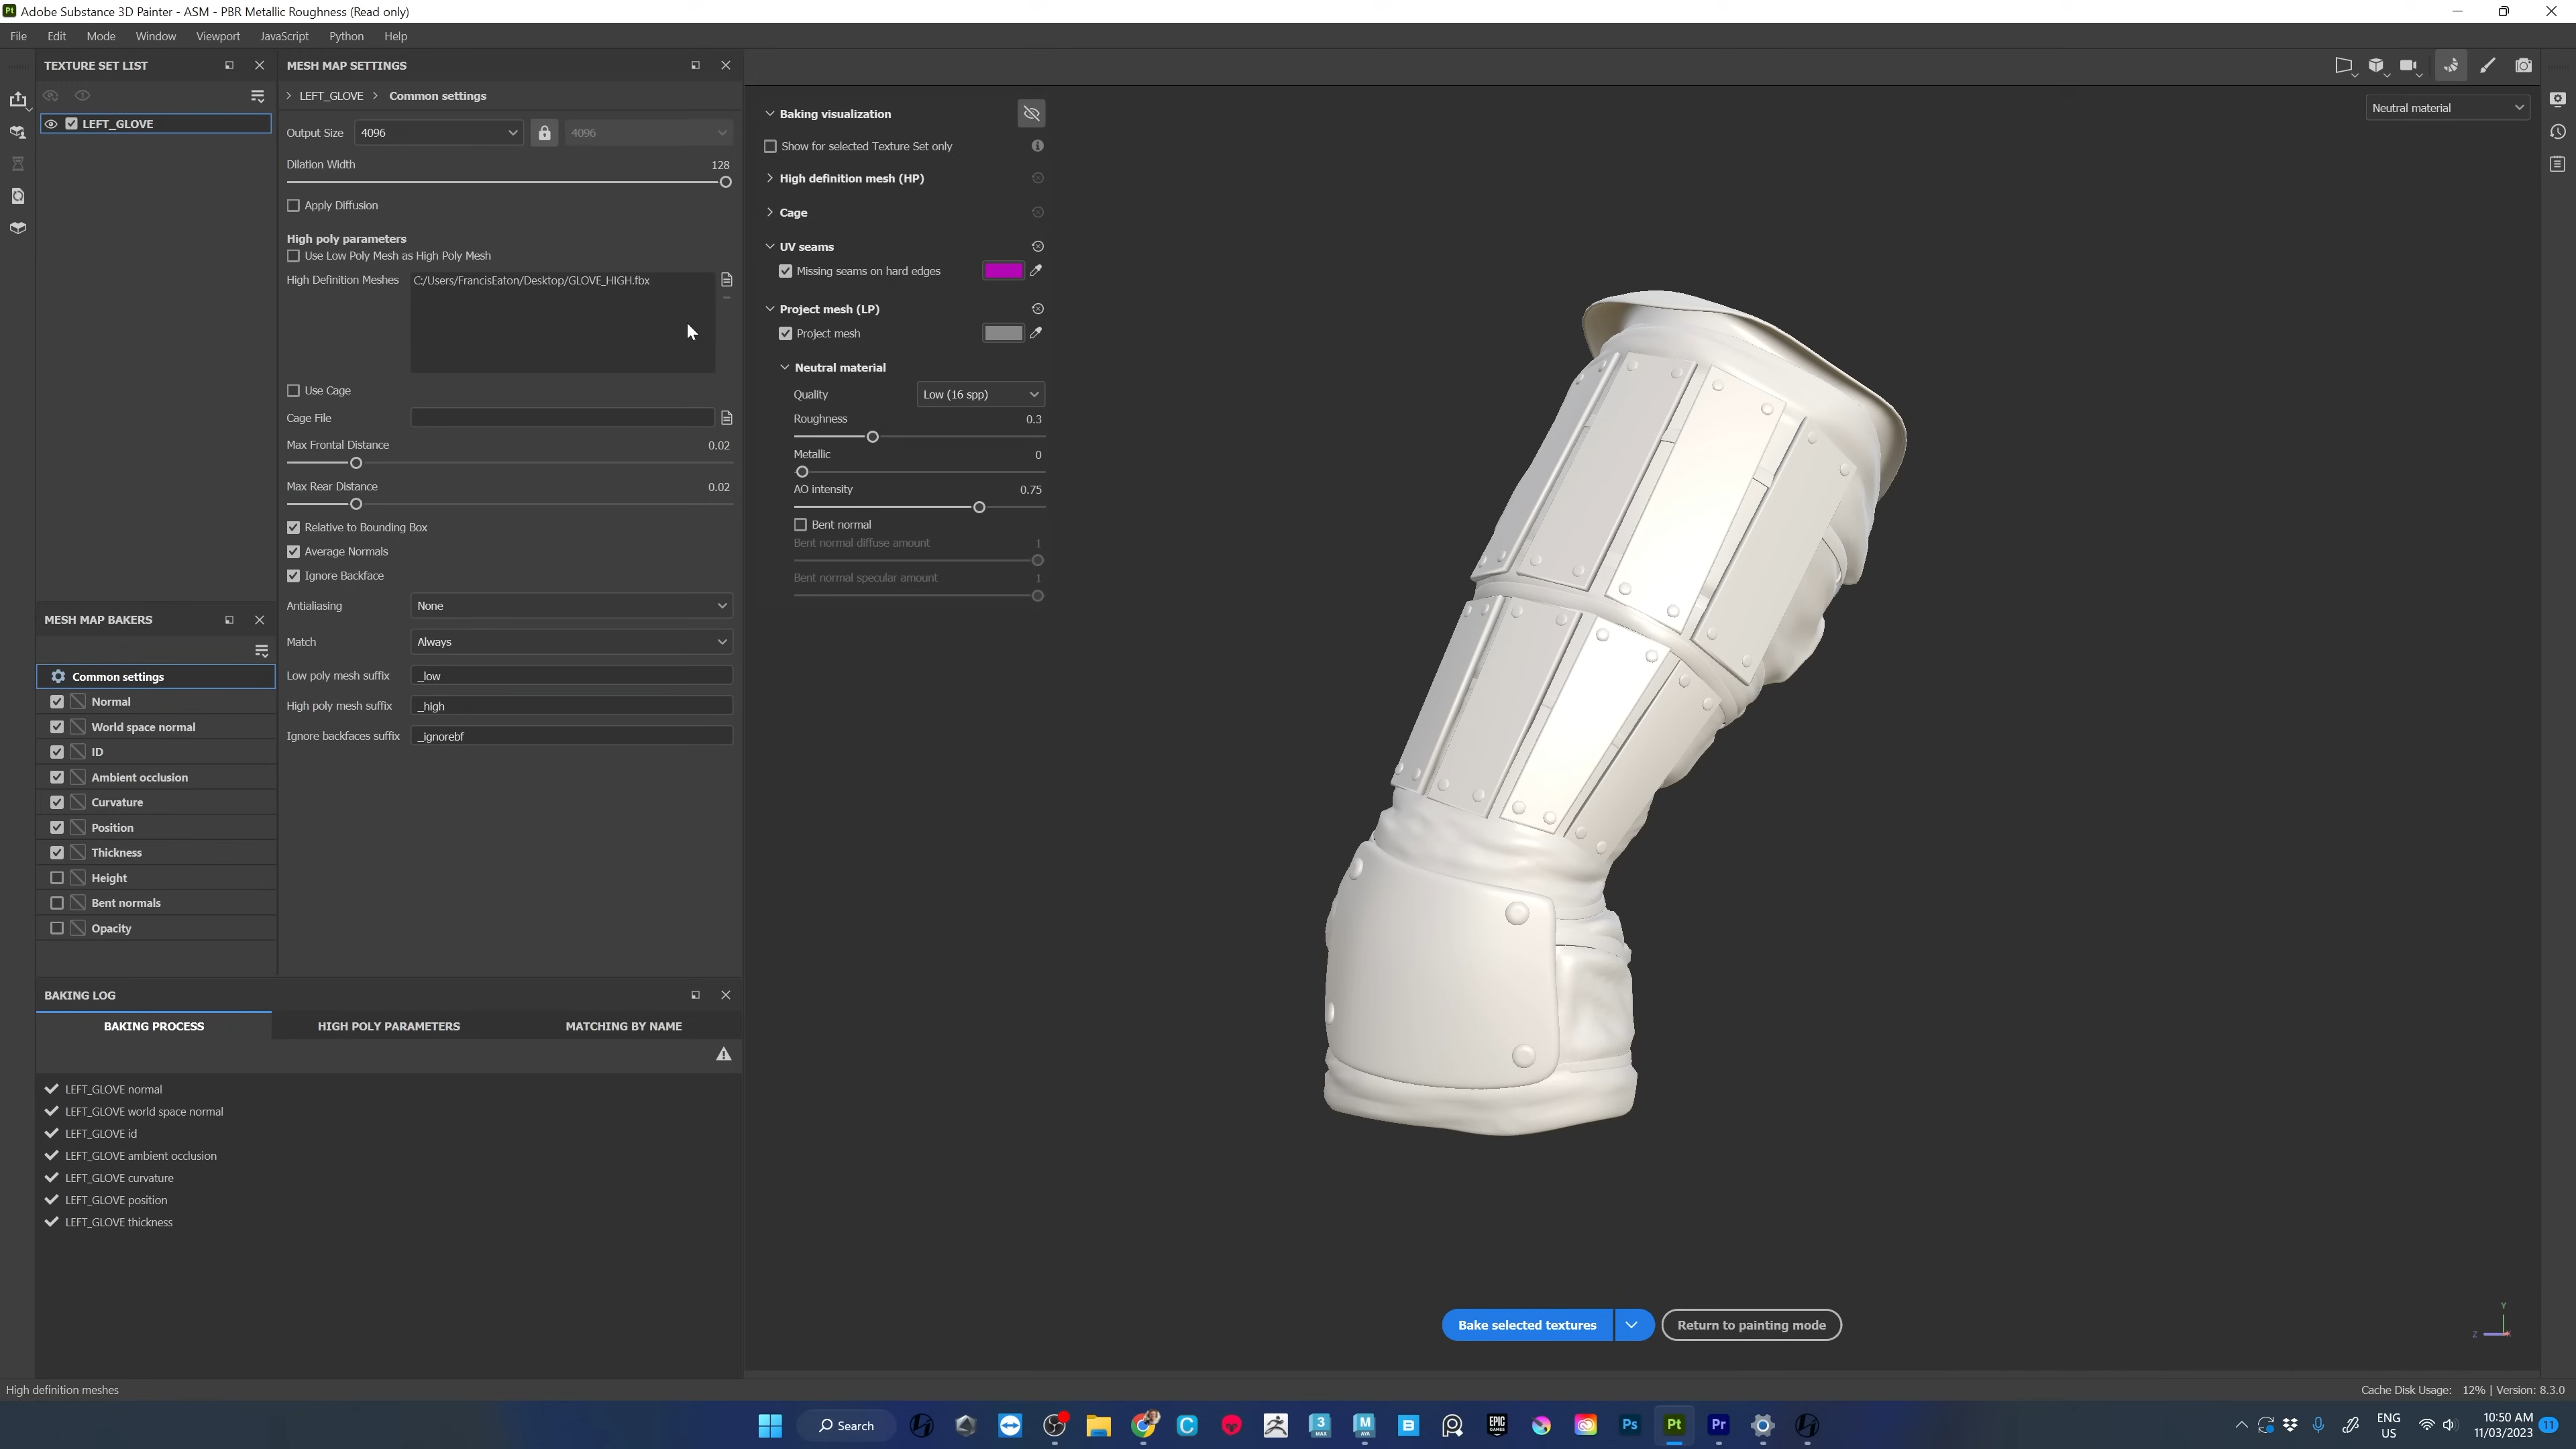 Adobe Substance 3D Painter - ASM - PBR Metallic Roughness (Read only)
File Edit Mode Window Viewport JavaScript Python Help
TEXTURE SET LIST
LEFT_GLOVE
MESH MAP SETTINGS
LEFT_GLOVE > Common settings
Output Size 4096 4096
Dilation Width 128
Apply Diffusion
High poly parameters
Use Low Poly Mesh as High Poly Mesh
High Definition Meshes C:/Users/FrancisEaton/Desktop/GLOVE_HIGH.fbx
Use Cage
Cage File
Max Frontal Distance 0.02
Max Rear Distance 0.02
Relative to Bounding Box
Average Normals
Ignore Backface
Antialiasing None
Match Always
Low poly mesh suffix _low
High poly mesh suffix _high
Ignore backfaces suffix _ignorebf
MESH MAP BAKERS
Common settings
Normal
World space normal
ID
Ambient occlusion
Curvature
Position
Thickness
Height
Bent normals
Opacity
BAKING LOG
BAKING PROCESS HIGH POLY PARAMETERS MATCHING BY NAME
LEFT_GLOVE normal
LEFT_GLOVE world space normal
LEFT_GLOVE id
LEFT_GLOVE ambient occlusion
LEFT_GLOVE curvature
LEFT_GLOVE position
LEFT_GLOVE thickness
Baking visualization
Show for selected Texture Set only
High definition mesh (HP)
Cage
UV seams
Missing seams on hard edges
Project mesh (LP)
Project mesh
Neutral material
Quality Low (16 spp)
Roughness 0.3
Metallic 0
AO intensity 0.75
Bent normal
Bent normal diffuse amount 1
Bent normal specular amount 1
Neutral material
Bake selected textures
Return to painting mode
Y
Z
High definition meshes
Cache Disk Usage: 12% | Version: 8.3.0
Search
3
MAX
M
AYA
B
EPIC
GAMES
Ps
Pt
Pr
ENG
US
10:50 AM
11/03/2023
11